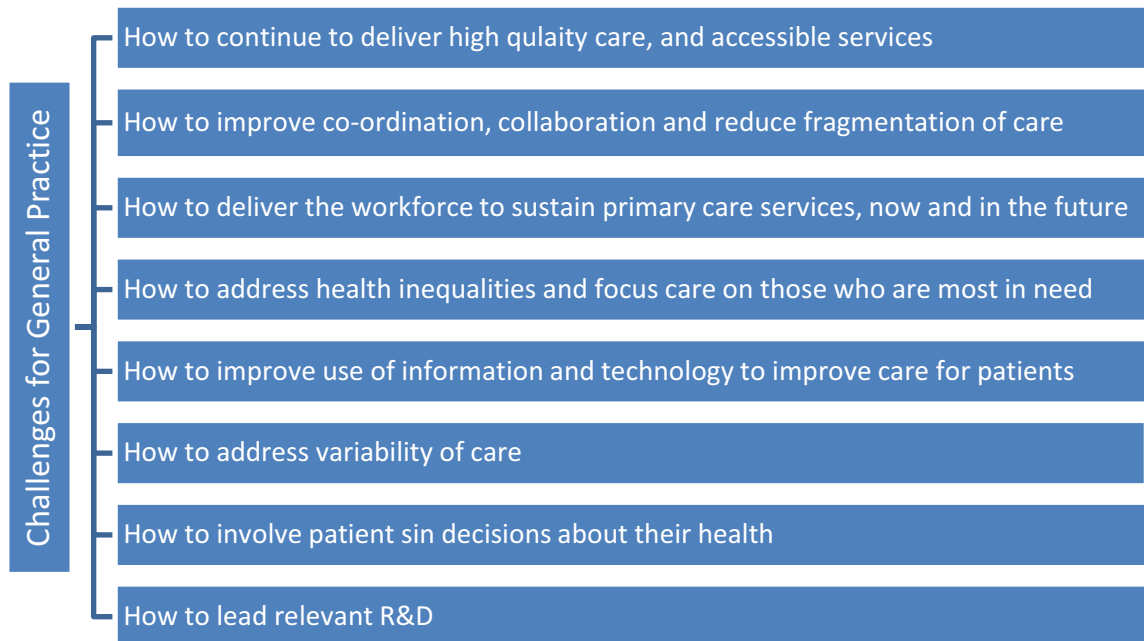 Challenges for General Practice
How to continue to deliver high qulaity care, and accessible services
How to improve co-ordination, collaboration and reduce fragmentation of care
How to deliver the workforce to sustain primary care services, now and in the future
How to address health inequalities and focus care on those who are most in need
How to improve use of information and technology to improve care for patients
How to address variability of care
How to involve patient sin decisions about their health
How to lead relevant R&D